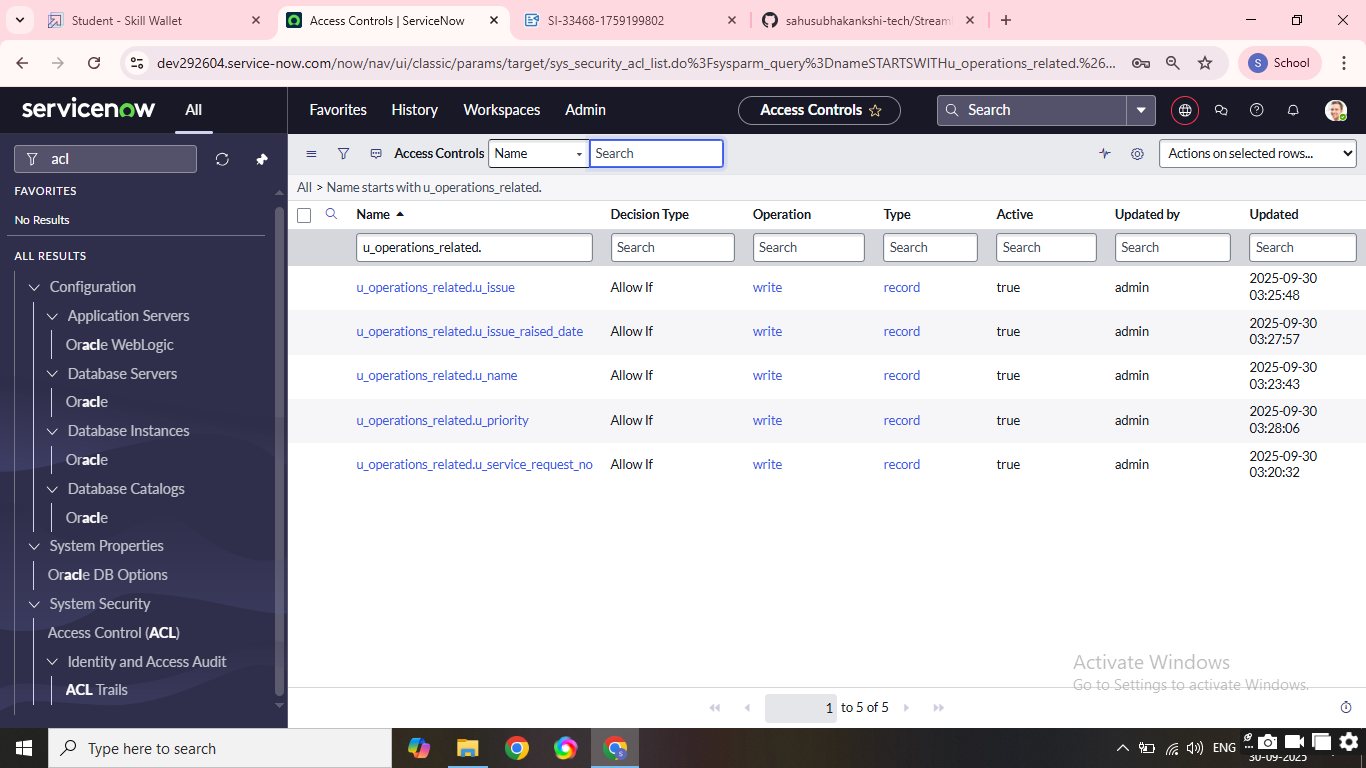 Student - Skill Wallet
Access Controls | ServiceNow
SI-33468-1759199802
sahusubhakankshi-tech/Streaml
dev292604.service-now.com/now/nav/ui/classic/params/target/sys_security_acl_list.do%3Fsysparm_query%3DnameSTARTSWITHu_operations_related.%26...
S School
servicenow All Favorites History Workspaces Admin Access Controls Search
acl
Access Controls Name Search Actions on selected rows...
FAVORITES
No Results
ALL RESULTS
Configuration
Application Servers
Oracle WebLogic
Database Servers
Oracle
Database Instances
Oracle
Database Catalogs
Oracle
System Properties
Oracle DB Options
System Security
Access Control (ACL)
Identity and Access Audit
ACL Trails
All > Name starts with u_operations_related.
Name Decision Type Operation Type Active Updated by Updated
u_operations_related. Search Search Search Search Search Search
u_operations_related.u_issue Allow If write record true admin 2025-09-30 03:25:48
u_operations_related.u_issue_raised_date Allow If write record true admin 2025-09-30 03:27:57
u_operations_related.u_name Allow If write record true admin 2025-09-30 03:23:43
u_operations_related.u_priority Allow If write record true admin 2025-09-30 03:28:06
u_operations_related.u_service_request_no Allow If write record true admin 2025-09-30 03:20:32
Activate Windows
Go to Settings to activate Windows.
1 to 5 of 5
Type here to search
ENG
30-09-2025